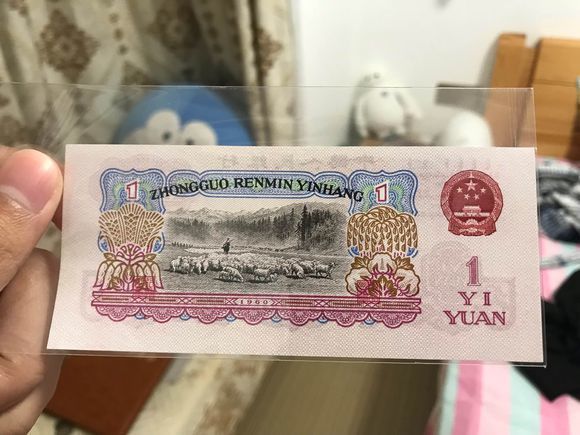 ZHONGGUO RENMIN YINHANG
1
1
1960
1
YI
YUAN